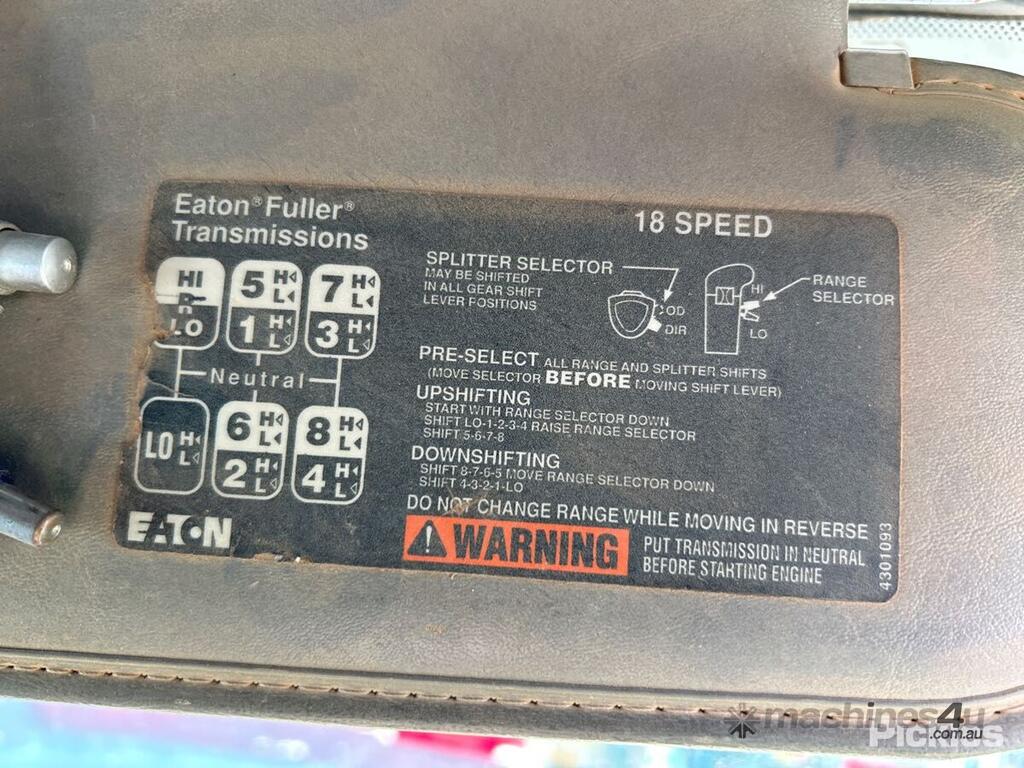 Eaton® Fuller®
Transmissions
18 SPEED
HI
R
LO
5 H L
1 H L
7 H L
3 H L
Neutral
LO H L
6 H L
2 H L
8 H L
4 H L
EATON
SPLITTER SELECTOR
MAY BE SHIFTED
IN ALL GEAR SHIFT
LEVER POSITIONS
OD
DIR
HI
LO
RANGE
SELECTOR
PRE-SELECT ALL RANGE AND SPLITTER SHIFTS
(MOVE SELECTOR BEFORE MOVING SHIFT LEVER)
UPSHIFTING
START WITH RANGE SELECTOR DOWN
SHIFT LO-1-2-3-4 RAISE RANGE SELECTOR
SHIFT 5-6-7-8
DOWNSHIFTING
SHIFT 8-7-6-5 MOVE RANGE SELECTOR DOWN
SHIFT 4-3-2-1-LO
DO NOT CHANGE RANGE WHILE MOVING IN REVERSE
WARNING
PUT TRANSMISSION IN NEUTRAL
BEFORE STARTING ENGINE
4301093
machines4u
.com.au
Pickles